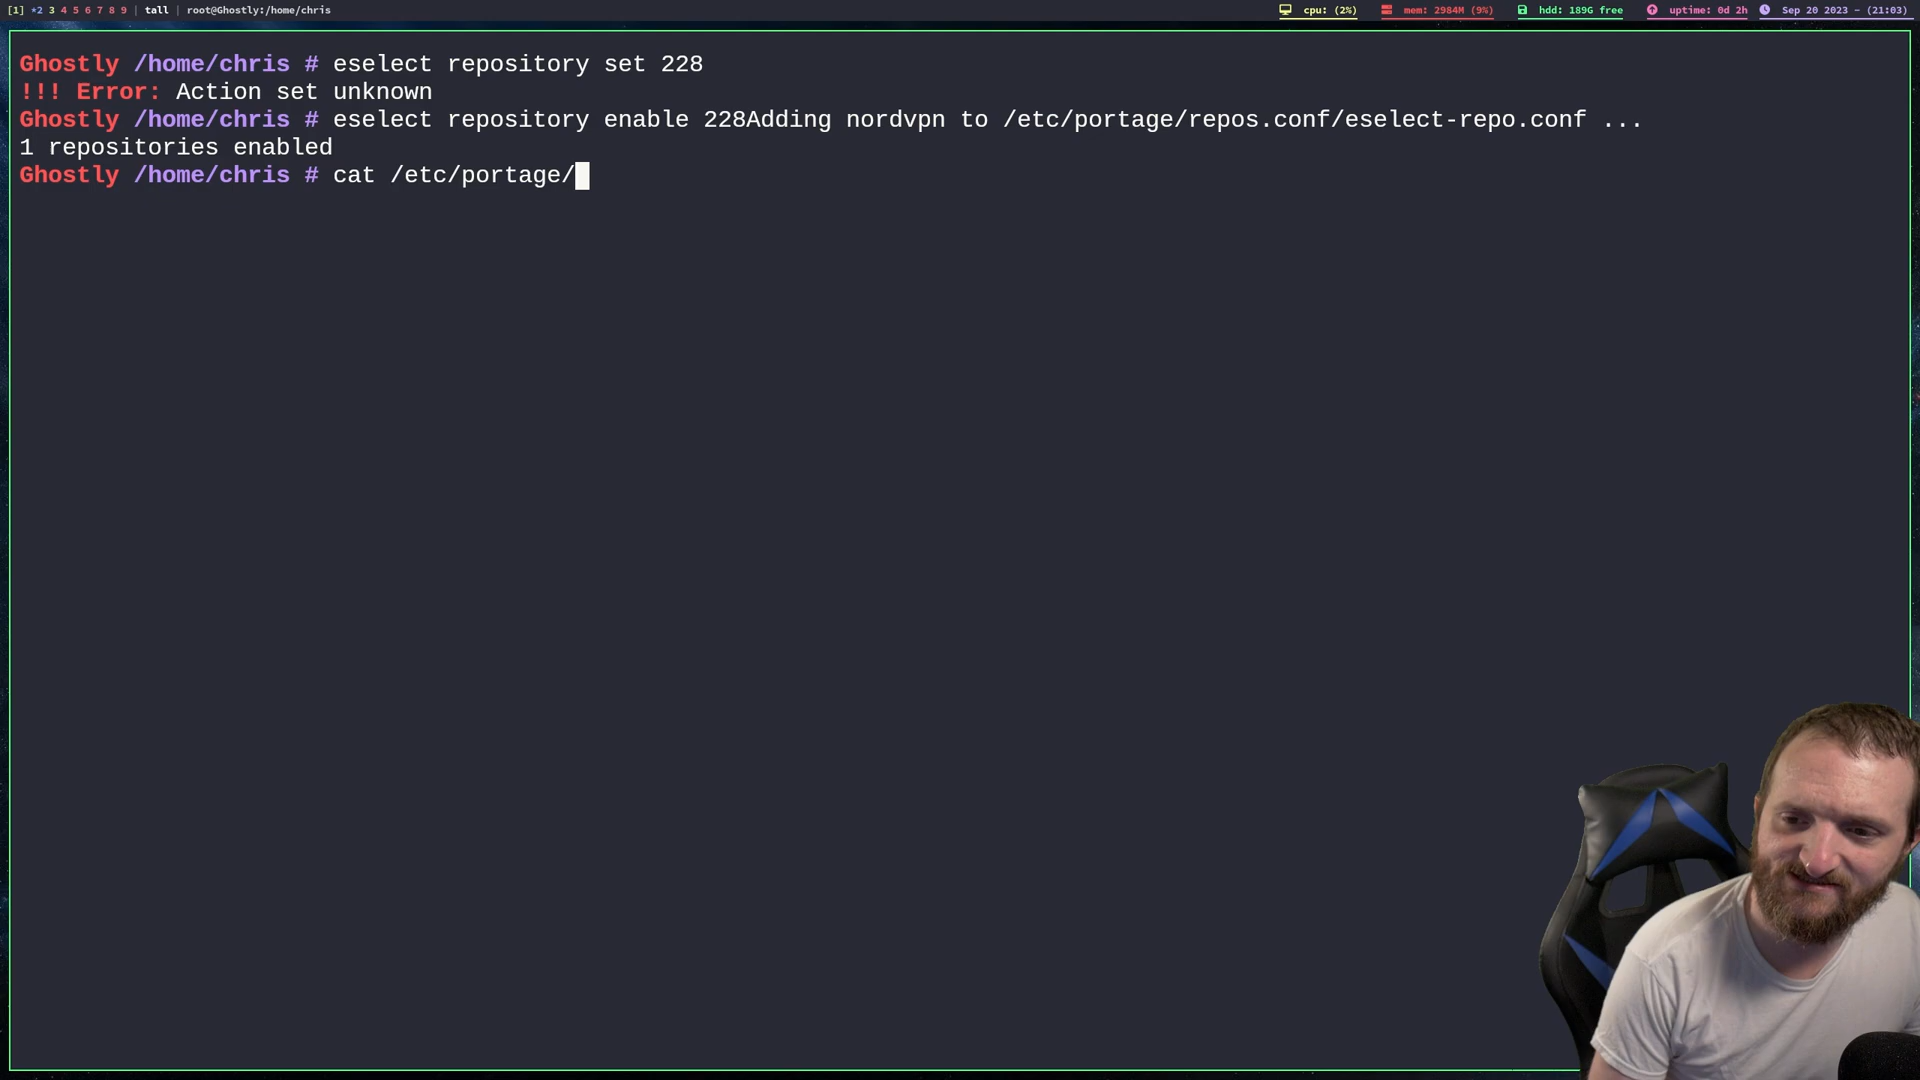 [1] *2 3 4 5 6 7 8 9 | tall | root@Ghostly:/home/chris cpu: (2%) mem: 2984M (9%) hdd: 189G free uptime: 0d 2h Sep 20 2023 - (21:03)
Ghostly /home/chris # eselect repository set 228
!!! Error: Action set unknown
Ghostly /home/chris # eselect repository enable 228Adding nordvpn to /etc/portage/repos.conf/eselect-repo.conf ...
1 repositories enabled
Ghostly /home/chris # cat /etc/portage/